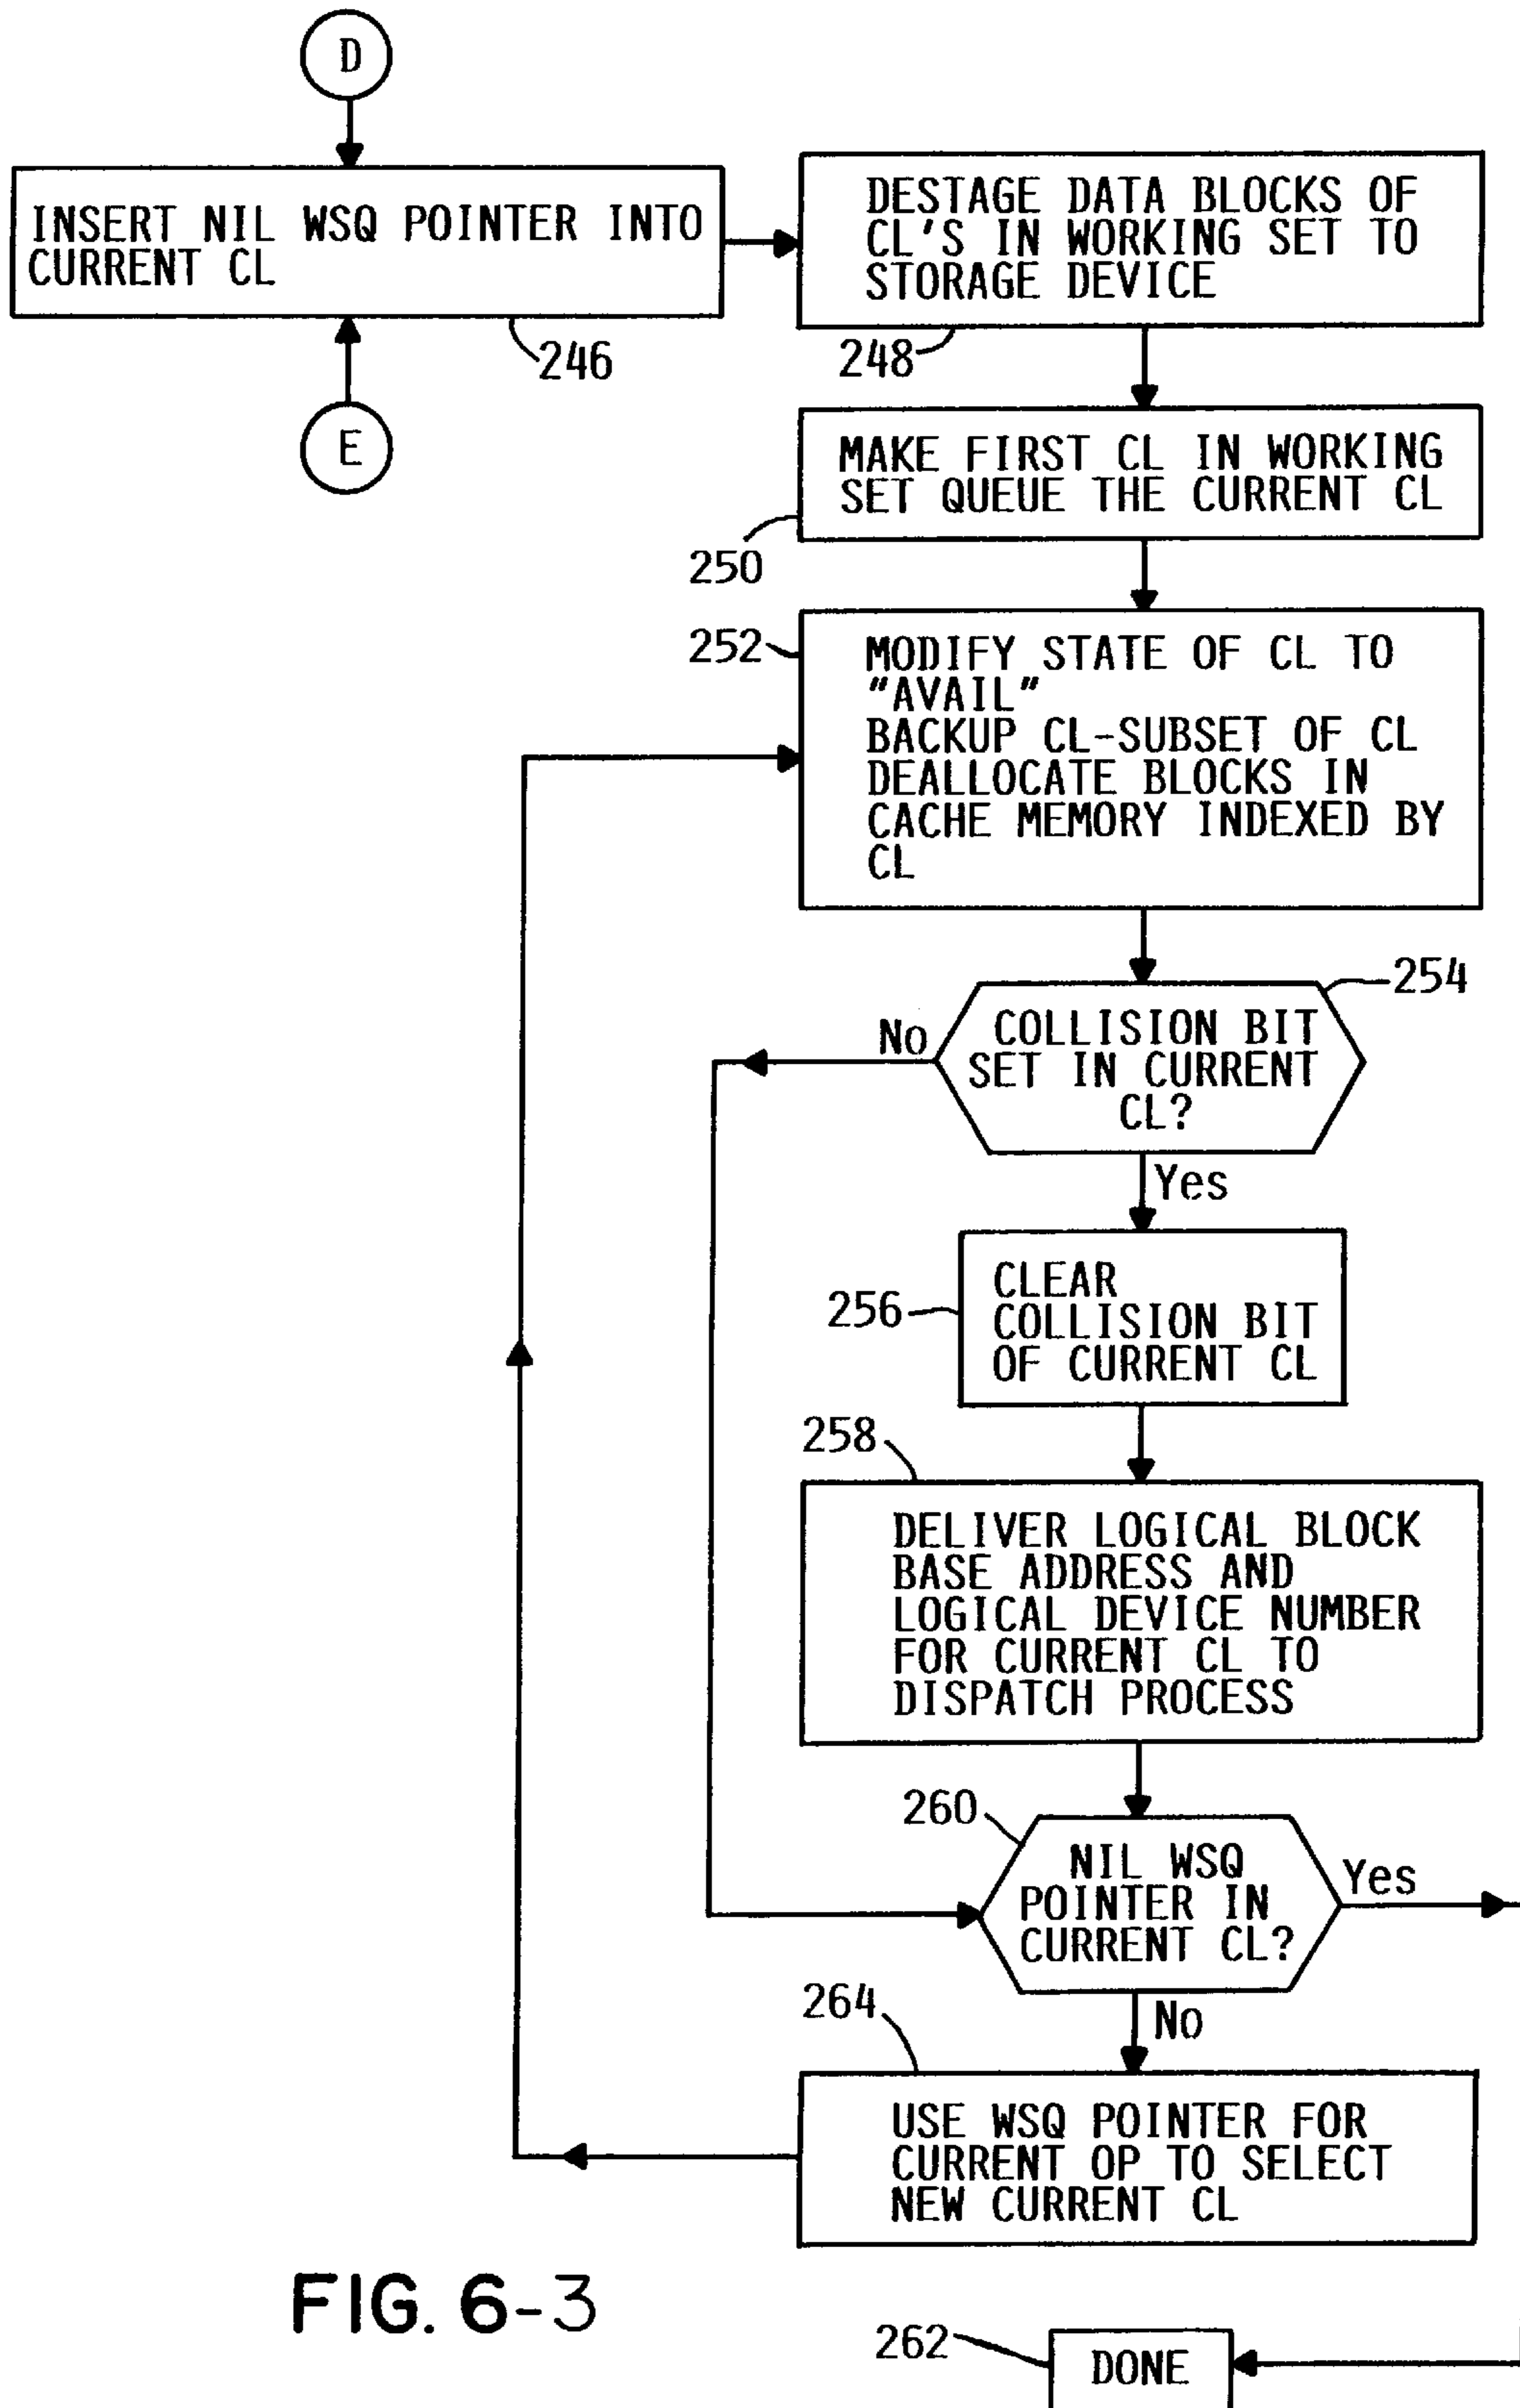 D
INSERT NIL WSQ POINTER INTO
CURRENT CL
246
E
DESTAGE DATA BLOCKS OF
CL'S IN WORKING SET TO
STORAGE DEVICE
248
MAKE FIRST CL IN WORKING
SET QUEUE THE CURRENT CL
250
252
MODIFY STATE OF CL TO
"AVAIL"
BACKUP CL-SUBSET OF CL
DEALLOCATE BLOCKS IN
CACHE MEMORY INDEXED BY
CL
254
No
COLLISION BIT
SET IN CURRENT
CL?
Yes
256
CLEAR
COLLISION BIT
OF CURRENT CL
258
DELIVER LOGICAL BLOCK
BASE ADDRESS AND
LOGICAL DEVICE NUMBER
FOR CURRENT CL TO
DISPATCH PROCESS
260
NIL WSQ
POINTER IN
CURRENT CL?
Yes
No
264
USE WSQ POINTER FOR
CURRENT OP TO SELECT
NEW CURRENT CL
FIG. 6-3
262
DONE